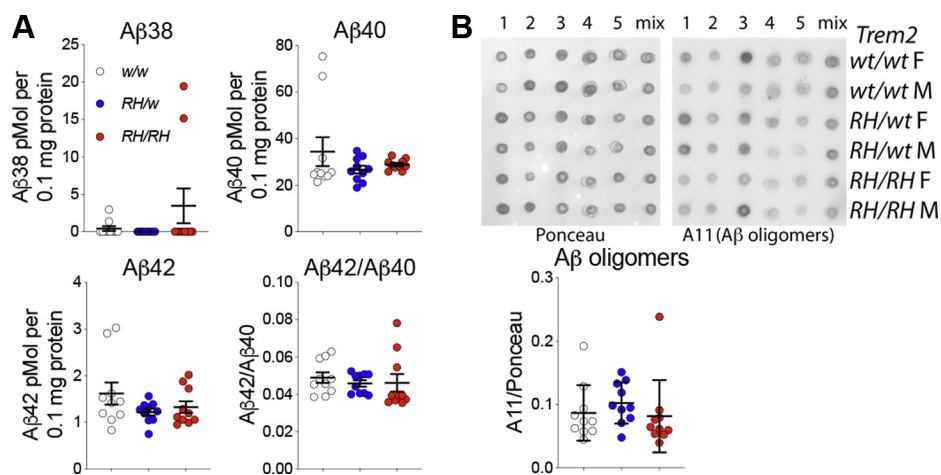 A
Aβ38
Aβ38 pMol per
0.1 mg protein
25
20
15
10
5
0
w/w
RH/w
RH/RH
Aβ40
Aβ40 pMol per
0.1 mg protein
80
60
40
20
0
Aβ42
Aβ42 pMol per
0.1 mg protein
4
3
2
1
0
Aβ42/Aβ40
Aβ42/Aβ40
0.10
0.08
0.06
0.04
0.02
0.00
B
1 2 3 4 5 mix 1 2 3 4 5 mix
Trem2
wt/wt F
wt/wt M
RH/wt F
RH/wt M
RH/RH F
RH/RH M
Ponceau
A11(Aβ oligomers)
Aβ oligomers
A11/Ponceau
0.3
0.2
0.1
0.0